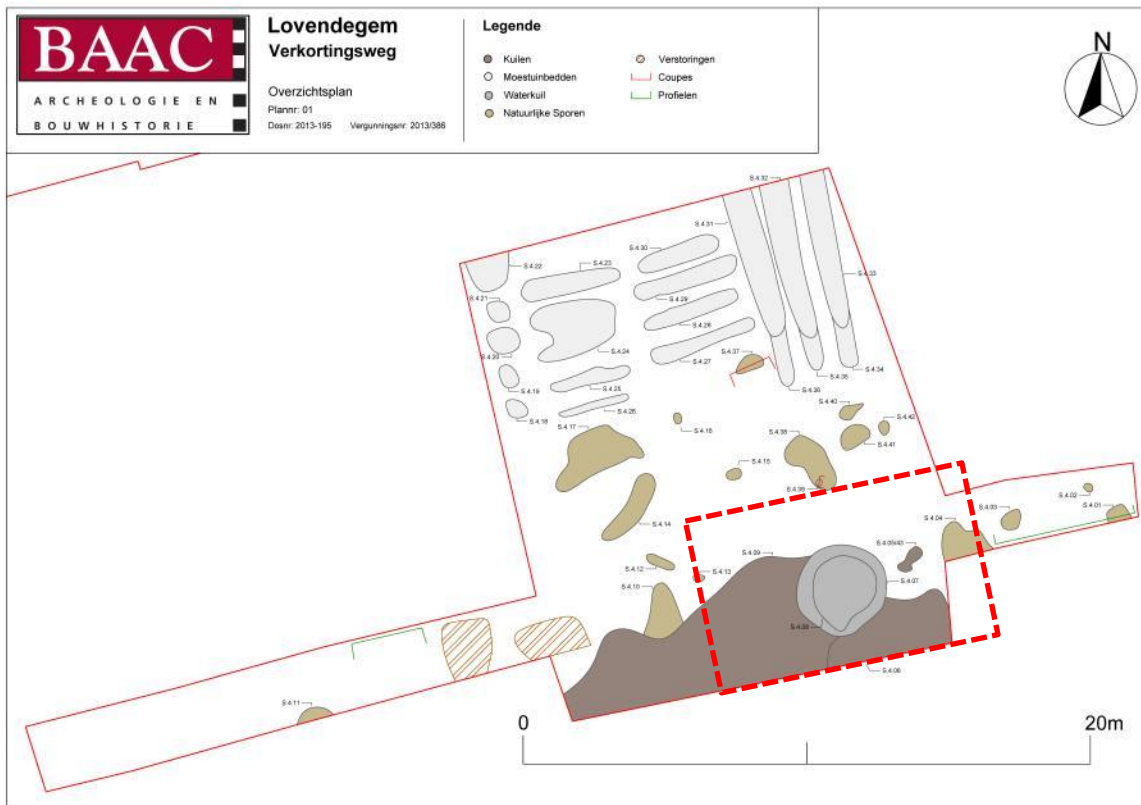 BAAC
ARCHEOLOGIE EN
BOUWHISTORIE
Lovendegem
Verkortingsweg
Overzichtsplan
Plannr: 01
Dosnr: 2013-195 Vergunningsnr: 2013/386
Legende
Kuilen
Moestuinbedden
Waterkuil
Natuurlijke Sporen
Verstoringen
Coupes
Profielen
N
S.4.32
S.4.31
S.4.30
S.4.23
S.4.22
S.4.33
S.4.21
S.4.29
S.4.28
S.4.20
S.4.24
S.4.27
S.4.37
S.4.34
S.4.35
S.4.19
S.4.25
S.4.36
S.4.26
S.4.18
S.4.40
S.4.17
S.4.16
S.4.38
S.4.42
S.4.41
S.4.15
S.4.39
S.4.02
S.4.03
S.4.01
S.4.14
S.4.04
S.4.09
S.4.05/43
S.4.12
S.4.13
S.4.07
S.4.10
S.4.08
S.4.06
S.4.11
0
20m